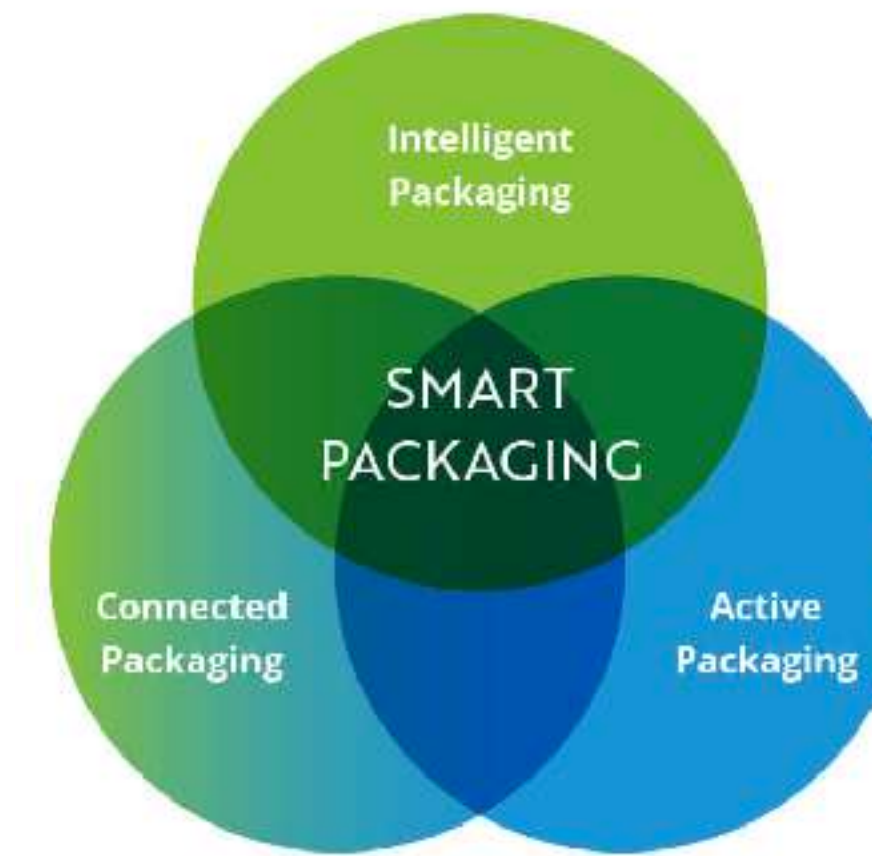 Intelligent
Packaging
SMART
PACKAGING
Connected
Packaging
Active
Packaging